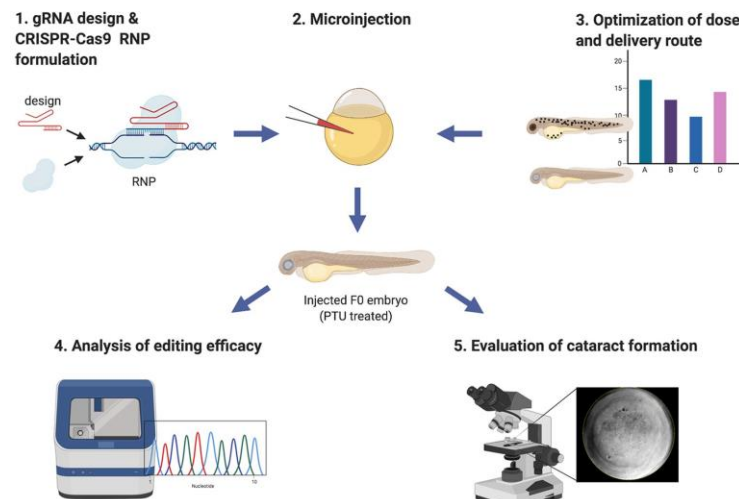 1. gRNA design &
CRISPR-Cas9 RNP
formulation
design
RNP
2. Microinjection
3. Optimization of dose
and delivery route
20
15
10
5
0
A B C D
Injected F0 embryo
(PTU treated)
4. Analysis of editing efficacy
1 10
Nucleotide
5. Evaluation of cataract formation